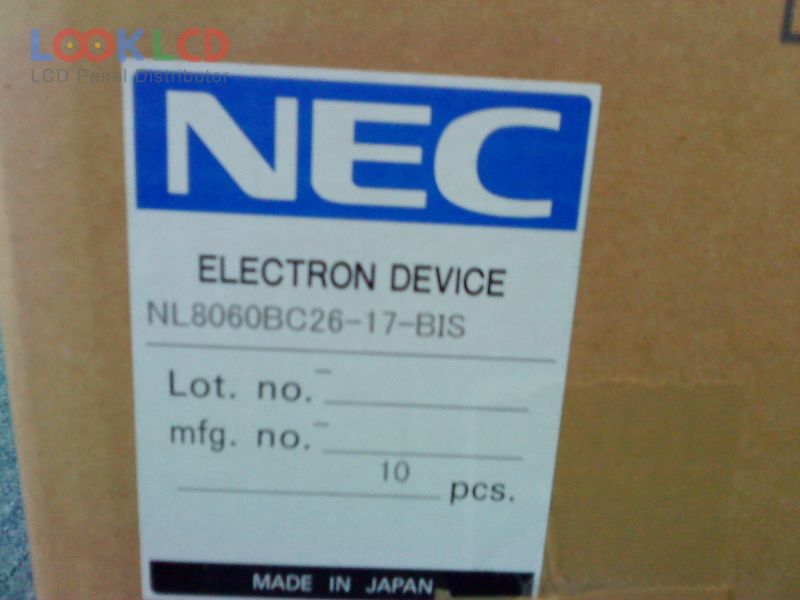 LOOKLCD
LCD Panel Distributor
NEC
ELECTRON DEVICE
NL8060BC26-17-BIS
Lot. no. -
mfg. no. -
10 pcs.
MADE IN JAPAN